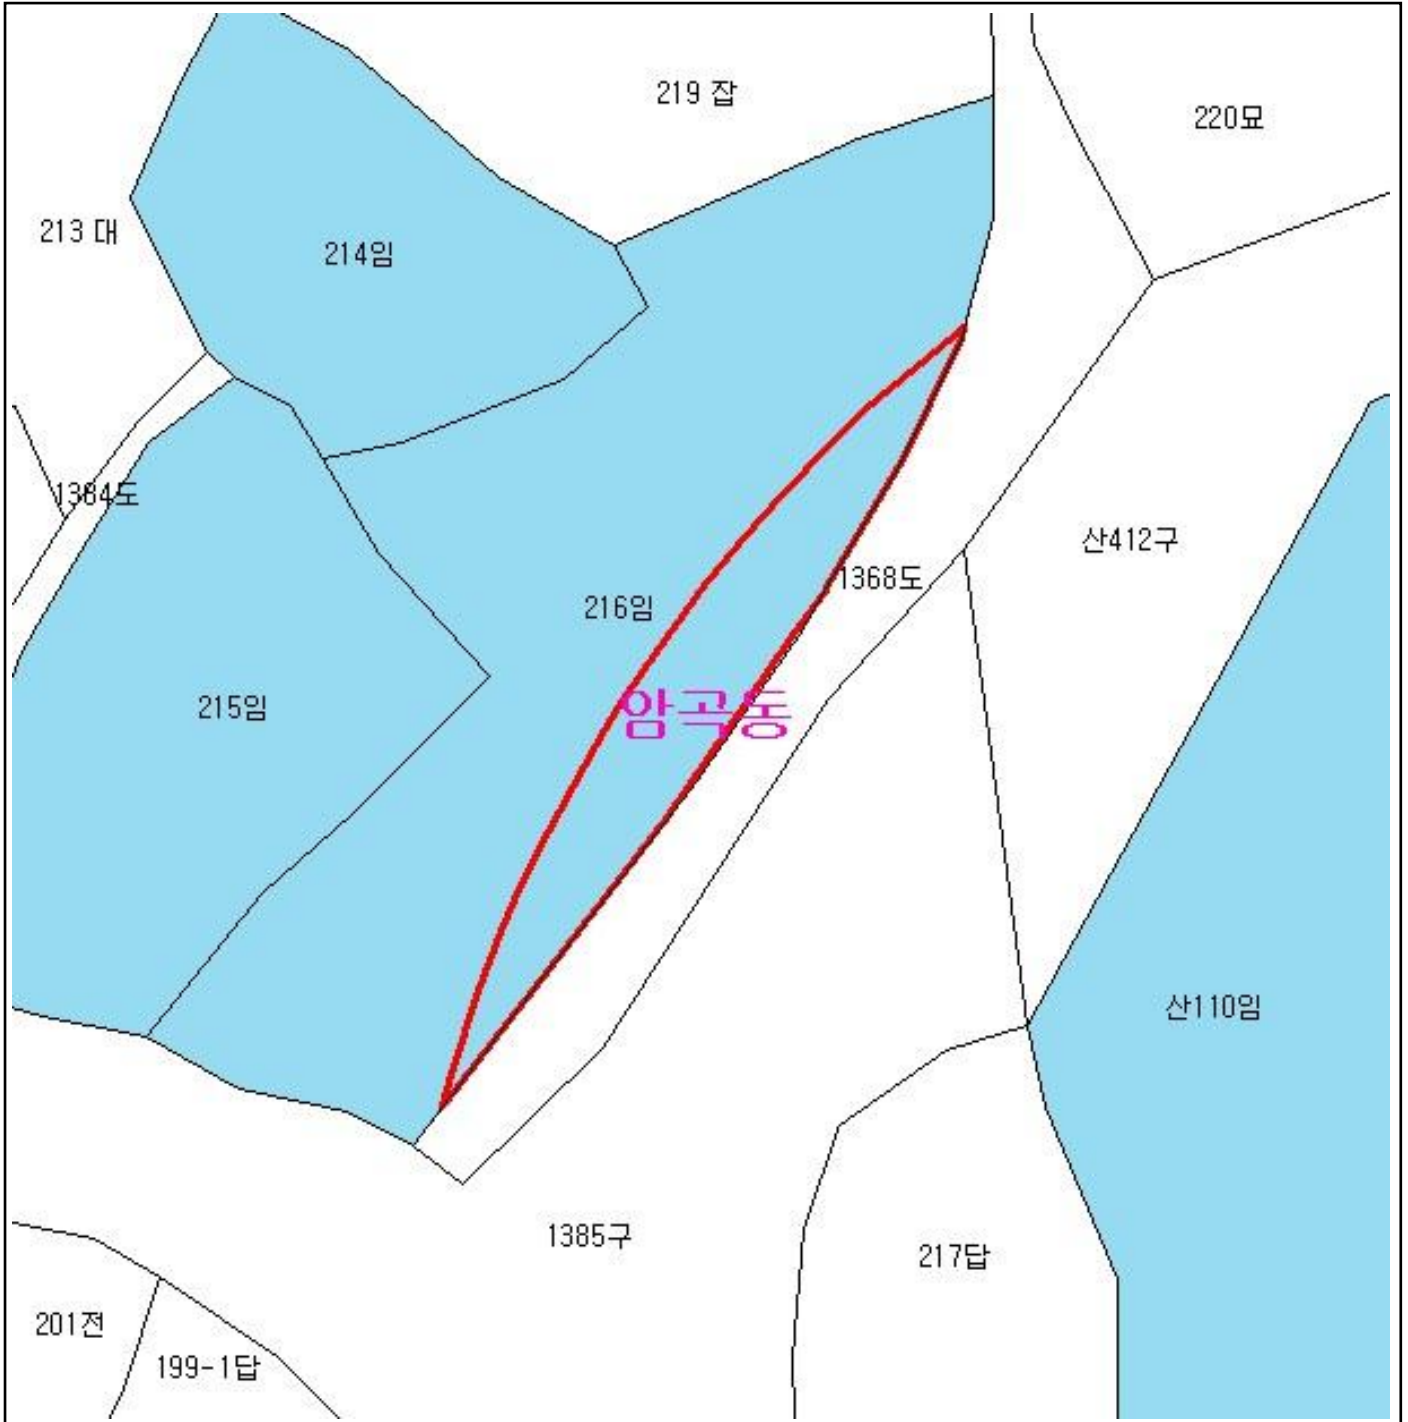 219 잡
220묘
213 대
214임
1384도
산412구
1368도
216임
215임
암곡동
산110임
1385구
217답
201전
199-1답